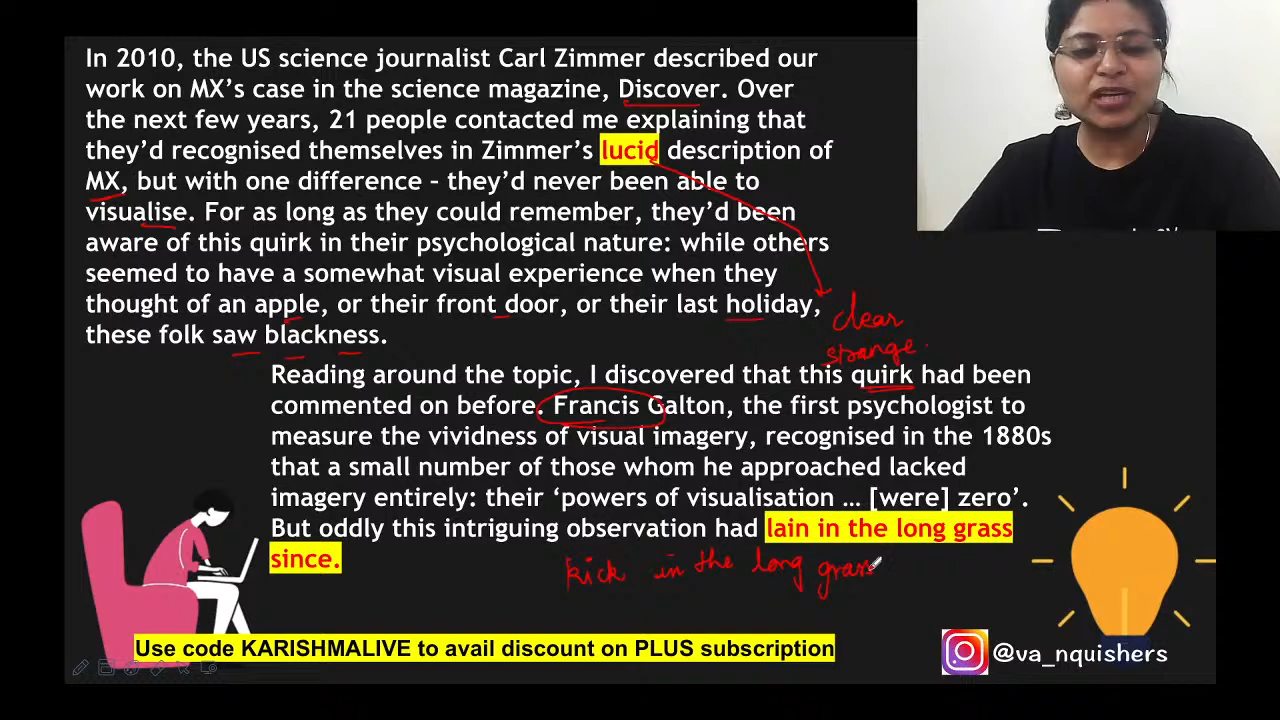 In 2010, the US science journalist Carl Zimmer described our
work on MX's case in the science magazine, Discover. Over
the next few years, 21 people contacted me explaining that
they'd recognised themselves in Zimmer's lucid description of
MX, but with one difference – they'd never been able to
visualise. For as long as they could remember, they'd been
aware of this quirk in their psychological nature: while others
seemed to have a somewhat visual experience when they
thought of an apple, or their front door, or their last holiday,
these folk saw blackness.
clear
strange.
Reading around the topic, I discovered that this quirk had been
commented on before. Francis Galton, the first psychologist to
measure the vividness of visual imagery, recognised in the 1880s
that a small number of those whom he approached lacked
imagery entirely: their ‘powers of visualisation … [were] zero’.
But oddly this intriguing observation had lain in the long grass
since.
kick in the long grass
Use code KARISHMALIVE to avail discount on PLUS subscription
@va_nquishers